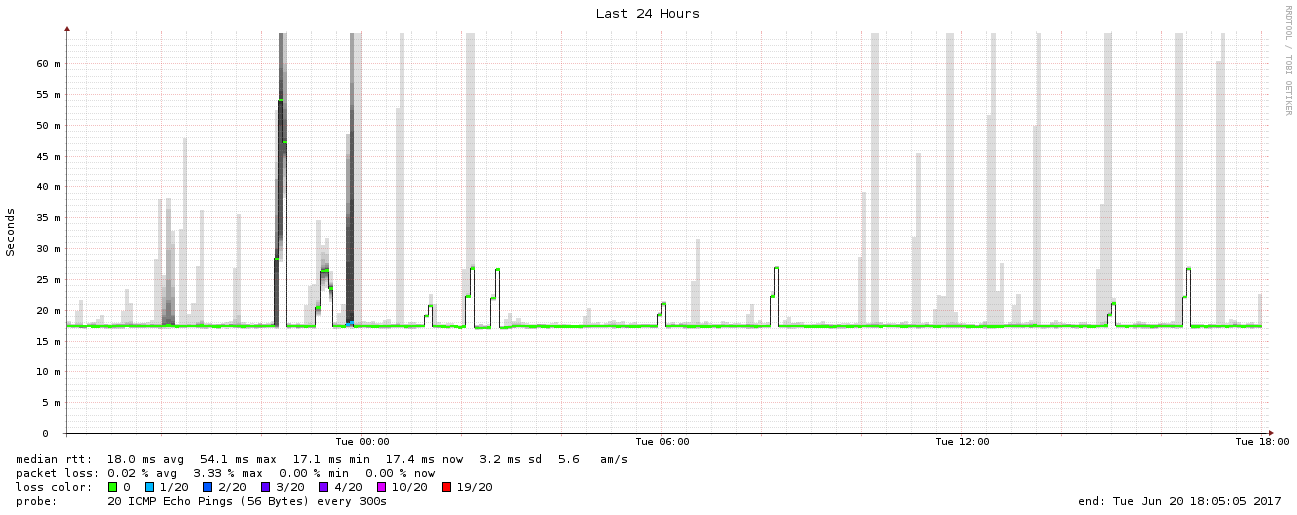 Last 24 Hours
RRDTOOL / TOBI OETIKER
Seconds
60 m
55 m
50 m
45 m
40 m
35 m
30 m
25 m
20 m
15 m
10 m
5 m
0
Tue 00:00 Tue 06:00 Tue 12:00 Tue 18:00
median rtt: 18.0 ms avg 54.1 ms max 17.1 ms min 17.4 ms now 3.2 ms sd 5.6 am/s
packet loss: 0.02 % avg 3.33 % max 0.00 % min 0.00 % now
loss color: 0 1/20 2/20 3/20 4/20 10/20 19/20
probe: 20 ICMP Echo Pings (56 Bytes) every 300s end: Tue Jun 20 18:05:05 2017